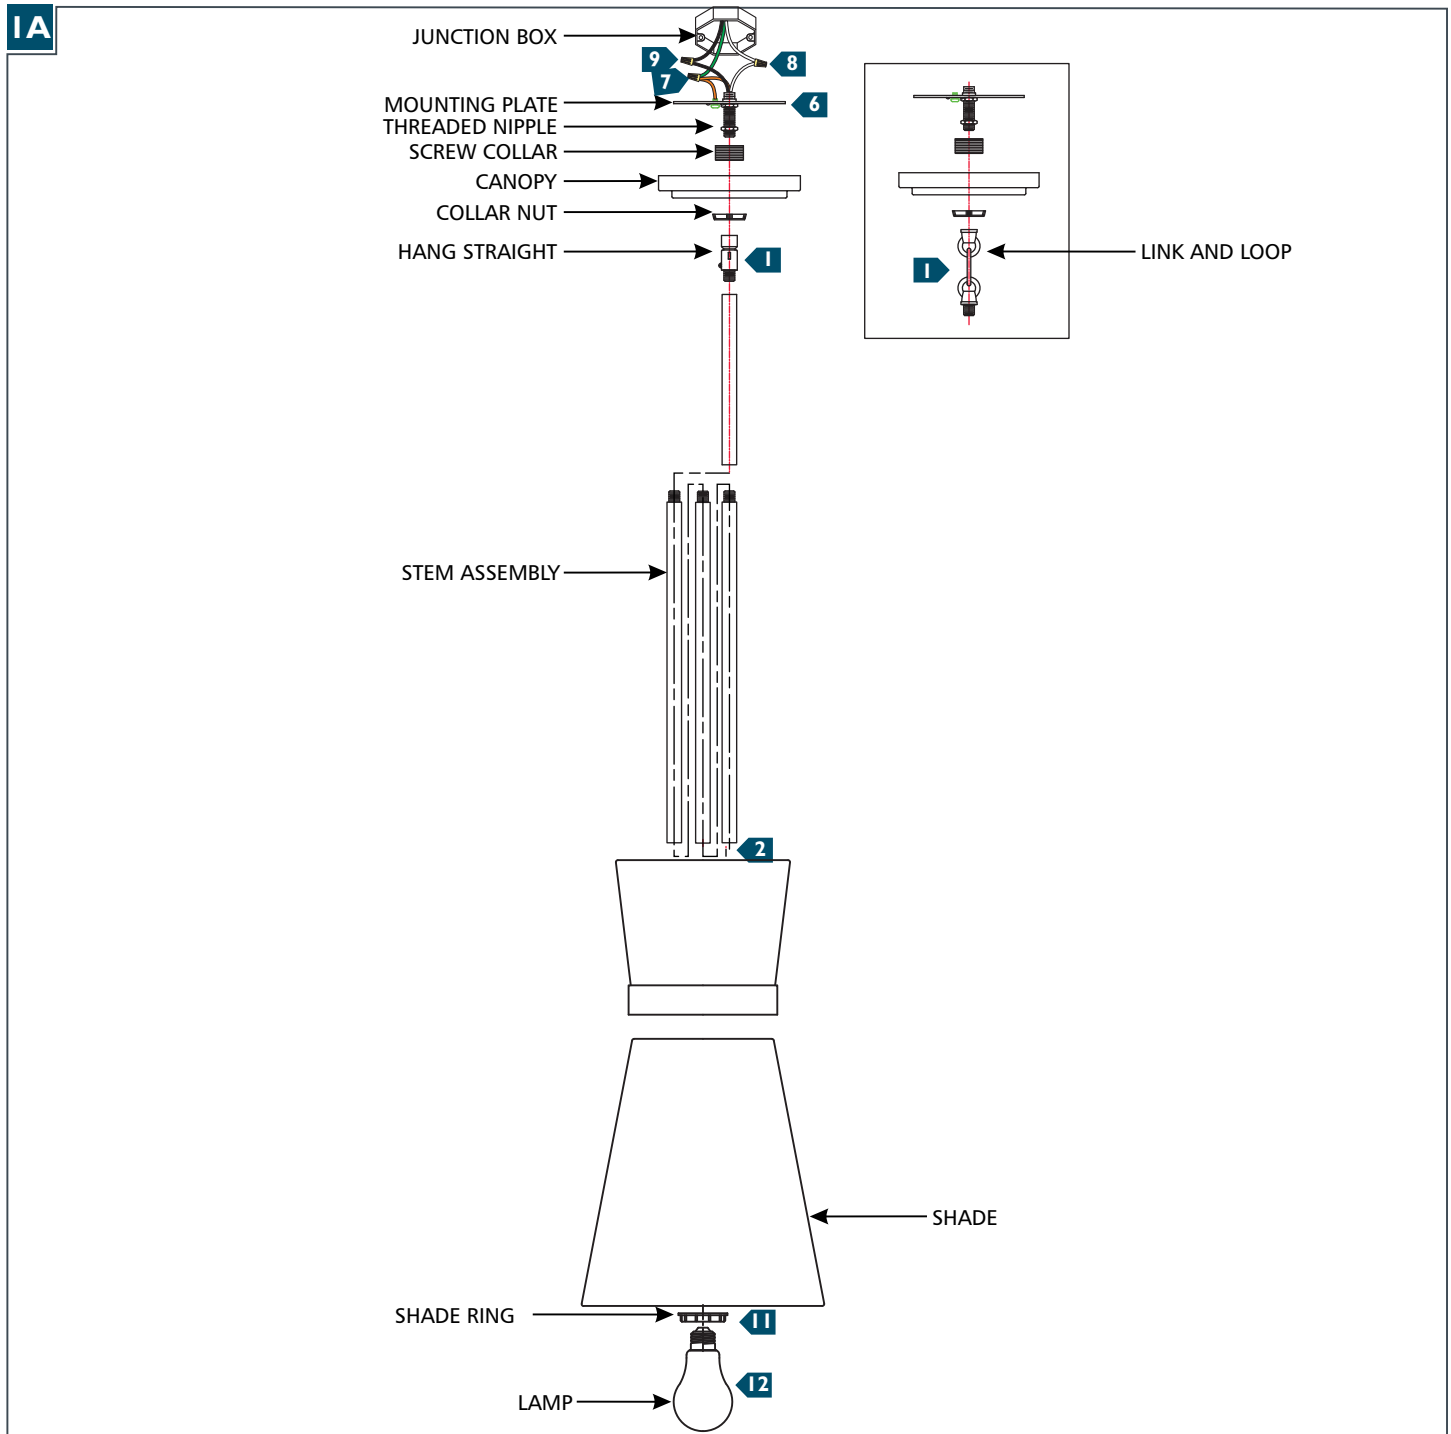 1A
JUNCTION BOX
9
8
7
MOUNTING PLATE
6
THREADED NIPPLE
SCREW COLLAR
CANOPY
COLLAR NUT
HANG STRAIGHT
1
LINK AND LOOP
1
STEM ASSEMBLY
2
SHADE
SHADE RING
11
12
LAMP